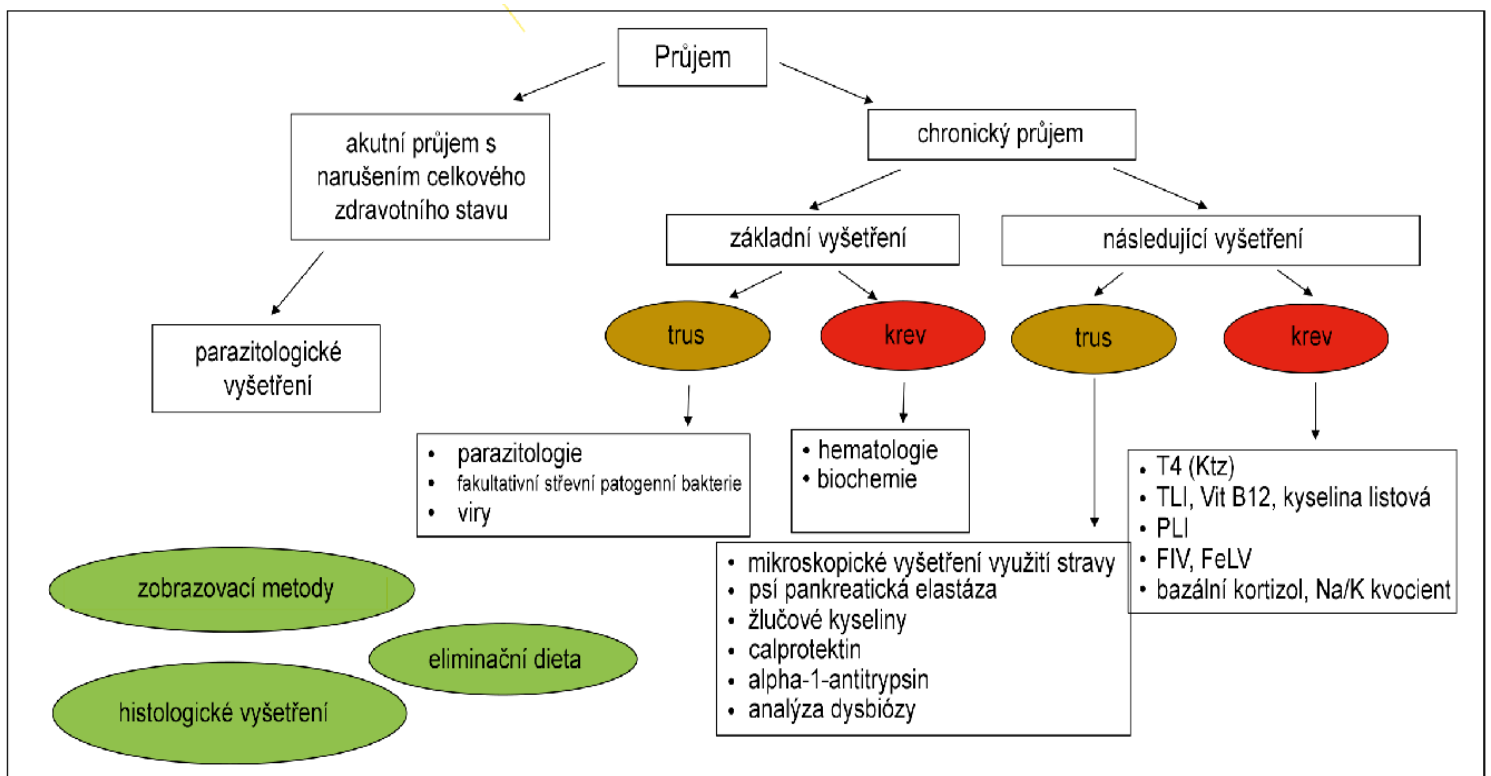 Průjem
akutní průjem s
narušením celkového
zdravotního stavu
chronický průjem
základní vyšetření
následující vyšetření
parazitologické
vyšetření
trus
krev
trus
krev
• parazitologie
• fakultativní střevní patogenní bakterie
• viry
• hematologie
• biochemie
• mikroskopické vyšetření využití stravy
• psí pankreatická elastáza
• žlučové kyseliny
• calprotektin
• alpha-1-antitrypsin
• analýza dysbiózy
• T4 (Ktz)
• TLI, Vit B12, kyselina listová
• PLI
• FIV, FeLV
• bazální kortizol, Na/K kvocient
zobrazovací metody
eliminační dieta
histologické vyšetření